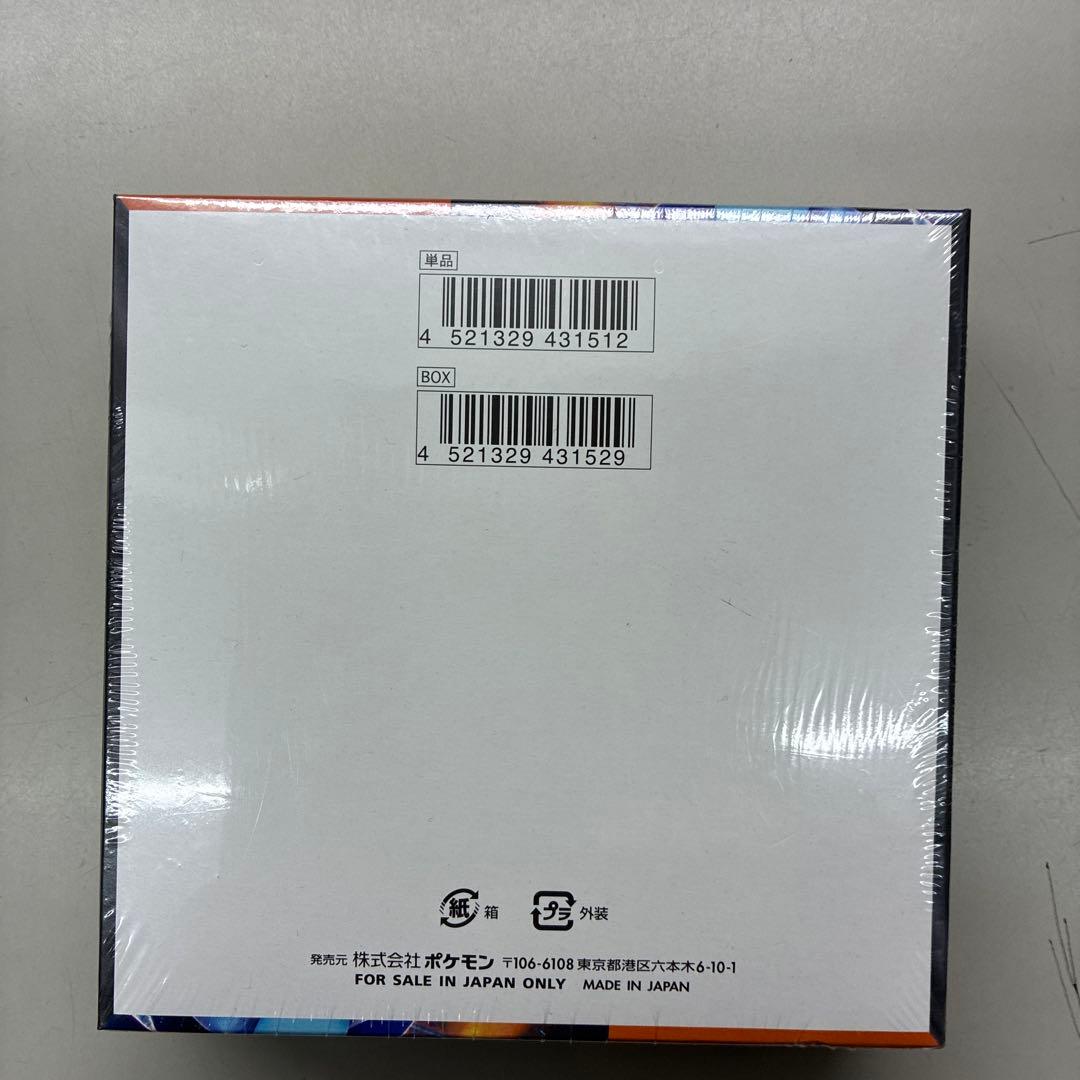 単品
4 521329 431512
BOX
4 521329 431529
紙 箱 プラ 外装
発売元 株式会社 ポケモン 〒106-6108 東京都港区六本木6-10-1
FOR SALE IN JAPAN ONLY MADE IN JAPAN